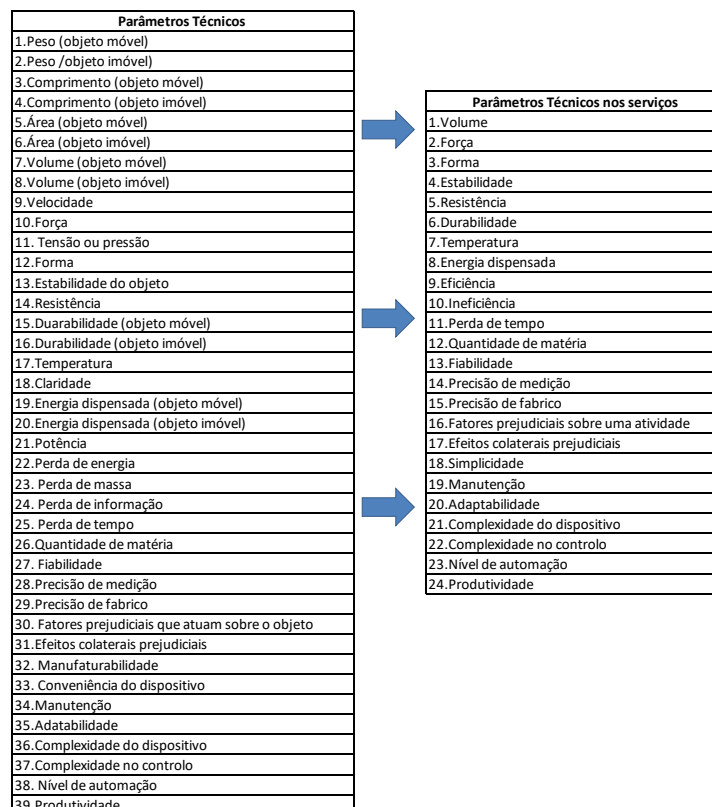 Parâmetros Técnicos
1.Peso (objeto móvel)
2.Peso /objeto imóvel)
3.Comprimento (objeto móvel)
4.Comprimento (objeto imóvel)
5.Área (objeto móvel)
6.Área (objeto imóvel)
7.Volume (objeto móvel)
8.Volume (objeto imóvel)
9.Velocidade
10.Força
11. Tensão ou pressão
12.Forma
13.Estabilidade do objeto
14.Resistência
15.Duarabilidade (objeto móvel)
16.Durabilidade (objeto imóvel)
17.Temperatura
18.Claridade
19.Energia dispensada (objeto móvel)
20.Energia dispensada (objeto imóvel)
21.Potência
22.Perda de energia
23. Perda de massa
24. Perda de informação
25. Perda de tempo
26.Quantidade de matéria
27. Fiabilidade
28.Precisão de medição
29.Precisão de fabrico
30. Fatores prejudiciais que atuam sobre o objeto
31.Efeitos colaterais prejudiciais
32. Manufaturabilidade
33. Conveniência do dispositivo
34.Manutenção
35.Adatabilidade
36.Complexidade do dispositivo
37.Complexidade no controlo
38. Nível de automação
39.Produtividade
Parâmetros Técnicos nos serviços
1.Volume
2.Força
3.Forma
4.Estabilidade
5.Resistência
6.Durabilidade
7.Temperatura
8.Energia dispensada
9.Eficiência
10.Ineficiência
11.Perda de tempo
12.Quantidade de matéria
13.Fiabilidade
14.Precisão de medição
15.Precisão de fabrico
16.Fatores prejudiciais sobre uma atividade
17.Efeitos colaterais prejudiciais
18.Simplicidade
19.Manutenção
20.Adaptabilidade
21.Complexidade do dispositivo
22.Complexidade no controlo
23.Nível de automação
24.Produtividade